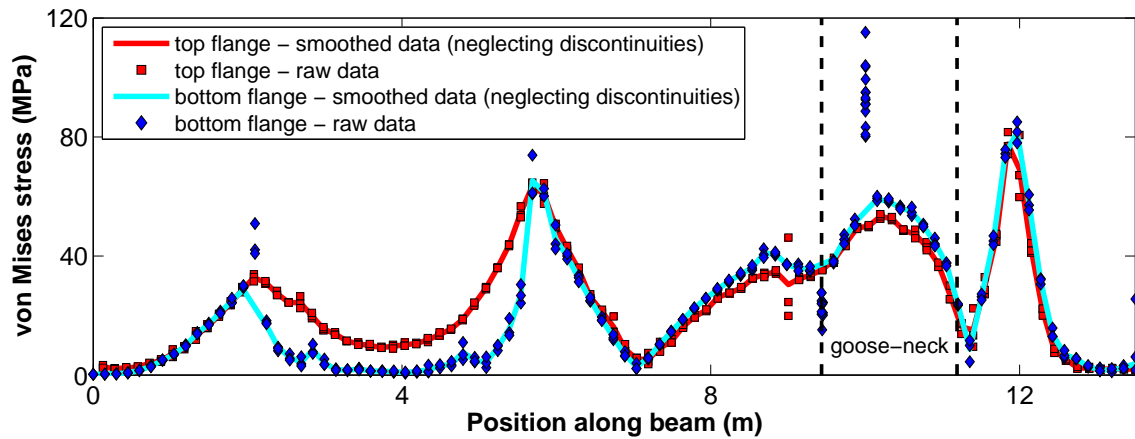 120
80
40
0
von Mises stress (MPa)
top flange − smoothed data (neglecting discontinuities)
top flange − raw data
bottom flange − smoothed data (neglecting discontinuities)
bottom flange − raw data
goose−neck
0 4 8 12
Position along beam (m)